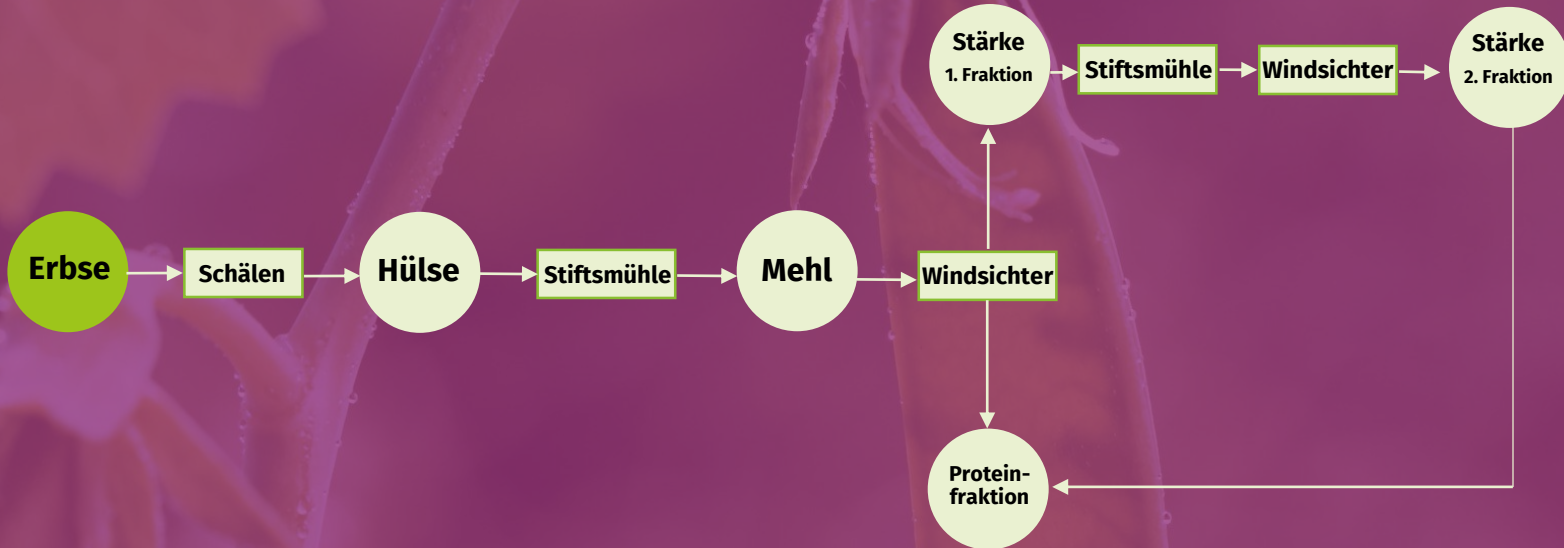 Stärke
1. Fraktion
Stiftsmühle
Windsichter
Stärke
2. Fraktion
Erbse
Schälen
Hülse
Stiftsmühle
Mehl
Windsichter
Protein-
fraktion